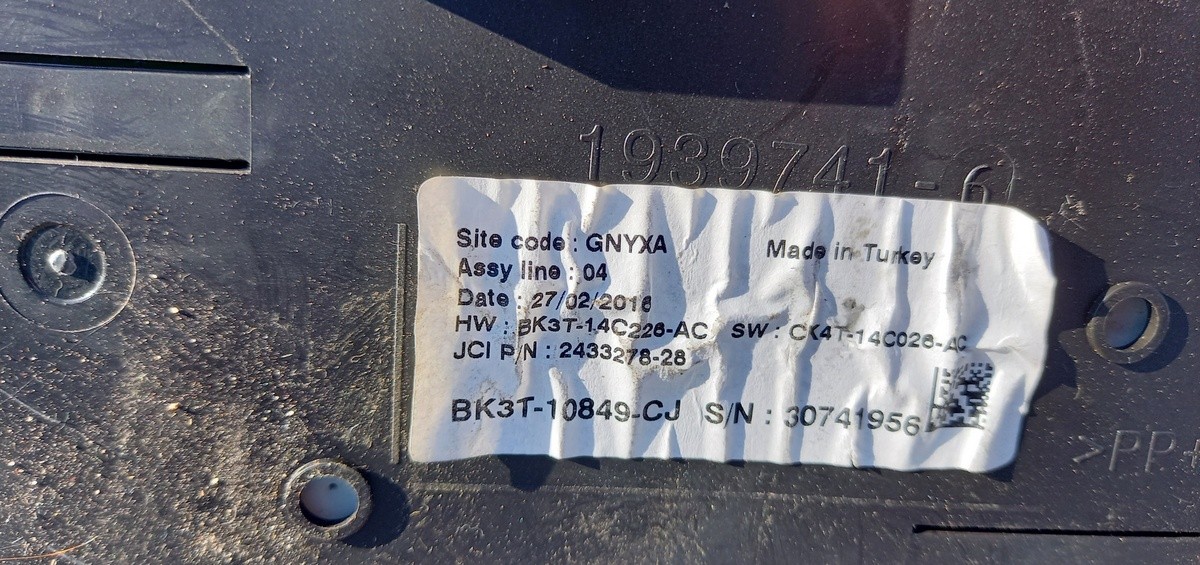 1939741-6
Site code : GNYXA
Made in Turkey
Assy line : 04
Date : 27/02/2016
HW : BK3T-14C226-AC SW : CK4T-14C026-AC
JCI P/N : 2433278-28
BK3T-10849-CJ S/N : 30741956
>PP